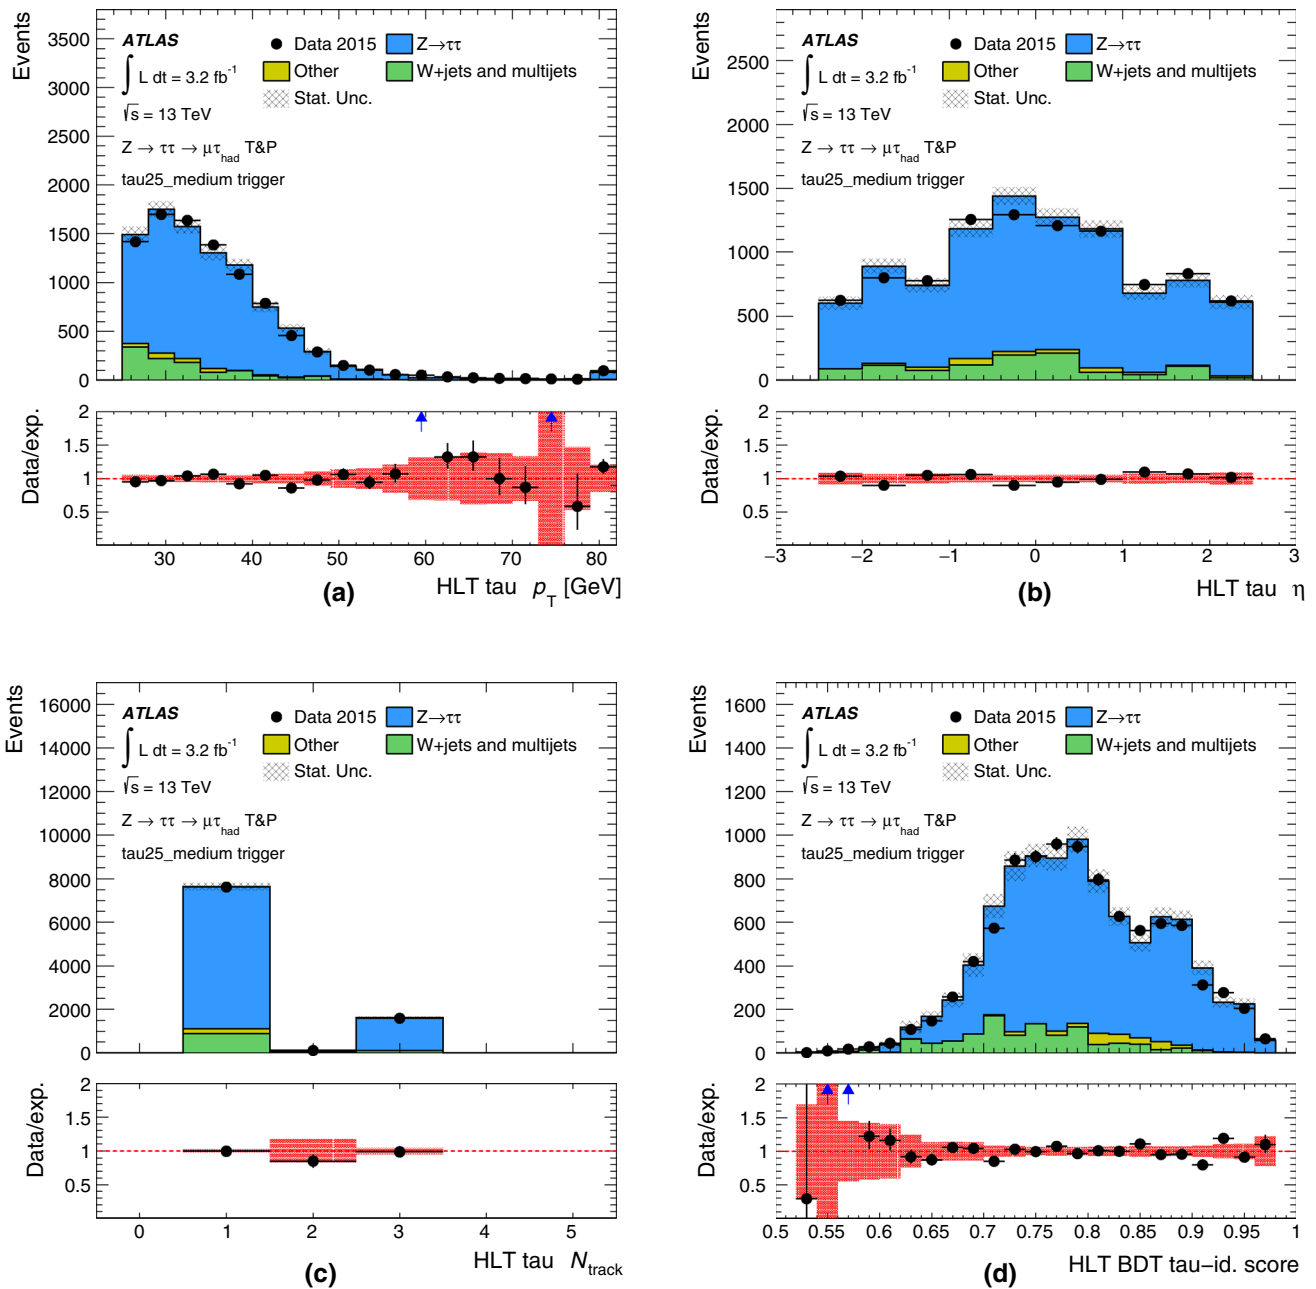 Events
3500
3000
2500
2000
1500
1000
500
0
ATLAS
∫ L dt = 3.2 fb⁻¹
√s = 13 TeV
Z → ττ → μτ_had T&P
tau25_medium trigger
Data 2015
Z→ττ
Other
W+jets and multijets
Stat. Unc.
Data/exp.
2
1.5
1
0.5
30 40 50 60 70 80
HLT tau p_T [GeV]
(a)
Events
2500
2000
1500
1000
500
0
ATLAS
∫ L dt = 3.2 fb⁻¹
√s = 13 TeV
Z → ττ → μτ_had T&P
tau25_medium trigger
Data 2015
Z→ττ
Other
W+jets and multijets
Stat. Unc.
Data/exp.
2
1.5
1
0.5
−3 −2 −1 0 1 2 3
HLT tau η
(b)
Events
16000
14000
12000
10000
8000
6000
4000
2000
0
ATLAS
∫ L dt = 3.2 fb⁻¹
√s = 13 TeV
Z → ττ → μτ_had T&P
tau25_medium trigger
Data 2015
Z→ττ
Other
W+jets and multijets
Stat. Unc.
Data/exp.
2
1.5
1
0.5
0 1 2 3 4 5
HLT tau N_track
(c)
Events
1600
1400
1200
1000
800
600
400
200
0
ATLAS
∫ L dt = 3.2 fb⁻¹
√s = 13 TeV
Z → ττ → μτ_had T&P
tau25_medium trigger
Data 2015
Z→ττ
Other
W+jets and multijets
Stat. Unc.
Data/exp.
2
1.5
1
0.5
0.5 0.55 0.6 0.65 0.7 0.75 0.8 0.85 0.9 0.95 1
HLT BDT tau−id. score
(d)